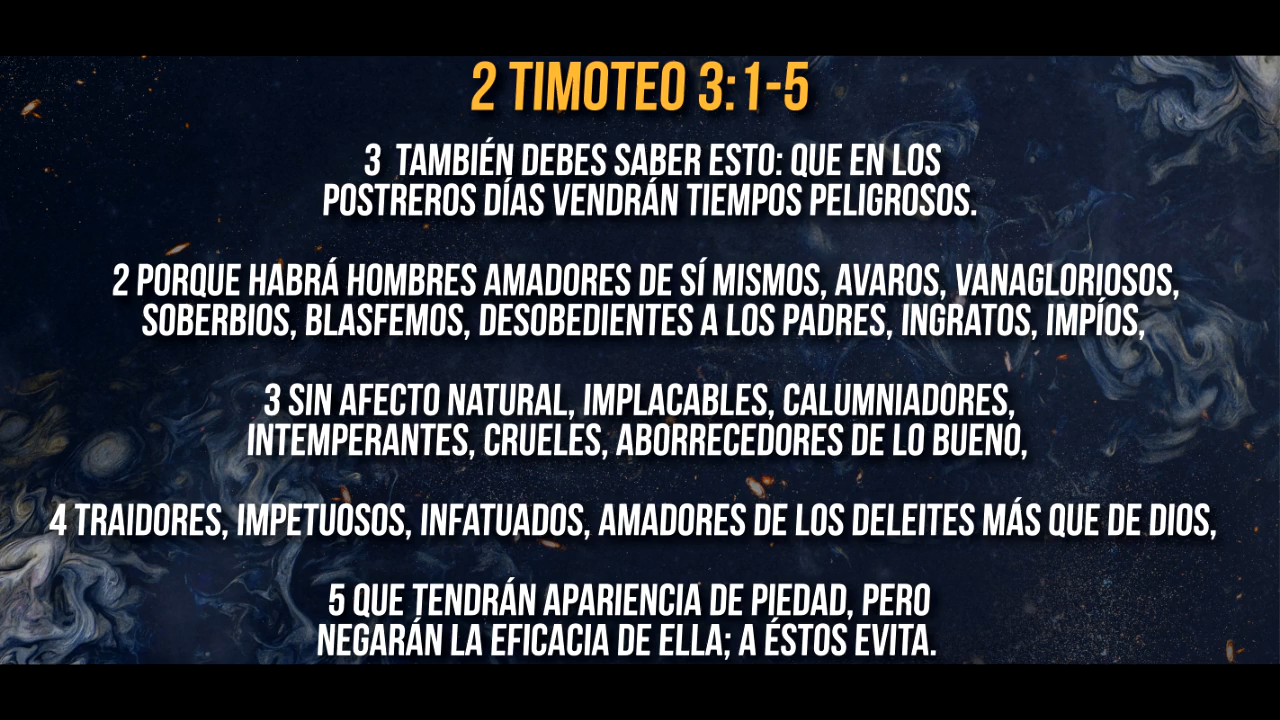 2 TIMOTEO 3:1-5
3 TAMBIÉN DEBES SABER ESTO: QUE EN LOS
POSTREROS DÍAS VENDRÁN TIEMPOS PELIGROSOS.
2 PORQUE HABRÁ HOMBRES AMADORES DE SÍ MISMOS, AVAROS, VANAGLORIOSOS,
SOBERBIOS, BLASFEMOS, DESOBEDIENTES A LOS PADRES, INGRATOS, IMPÍOS,
3 SIN AFECTO NATURAL, IMPLACABLES, CALUMNIADORES,
INTEMPERANTES, CRUELES, ABORRECEDORES DE LO BUENO,
4 TRAIDORES, IMPETUOSOS, INFATUADOS, AMADORES DE LOS DELEITES MÁS QUE DE DIOS,
5 QUE TENDRÁN APARIENCIA DE PIEDAD, PERO
NEGARÁN LA EFICACIA DE ELLA; A ÉSTOS EVITA.